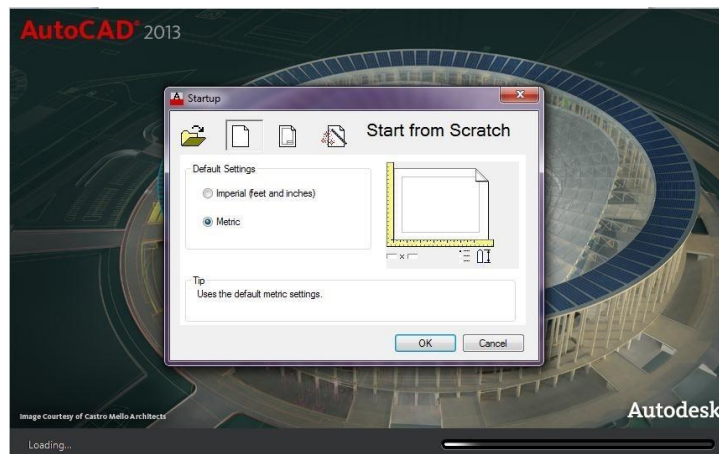 AutoCAD® 2013
Startup
Start from Scratch
Default Settings
Imperial (feet and inches)
Metric
Tip
Uses the default metric settings.
OK
Cancel
Image Courtesy of Castro Mello Architects
Autodesk
Loading...